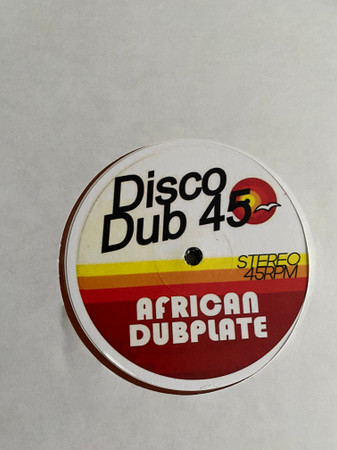 Disco
Dub 45
STEREO
45RPM
AFRICAN
DUBPLATE